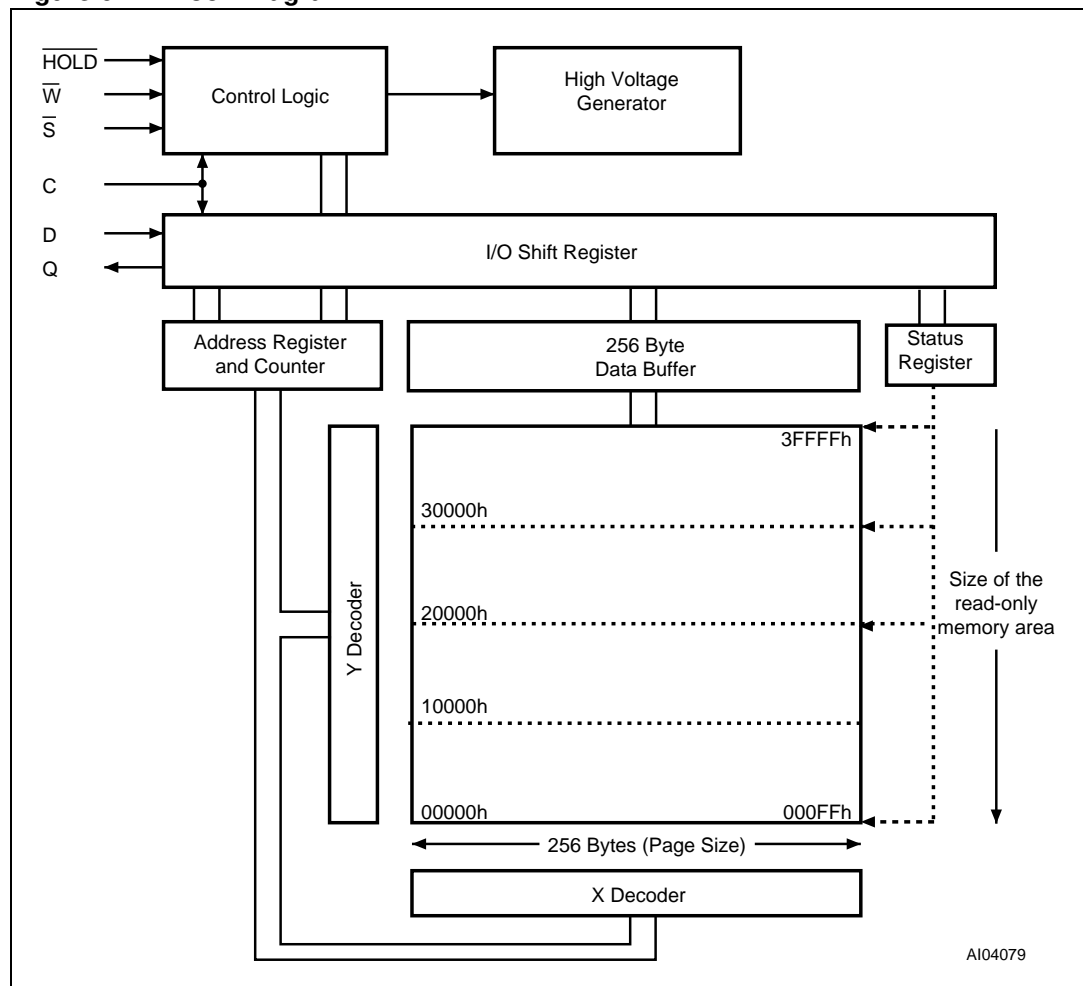 HOLD
W
S
C
D
Q
Control Logic
High Voltage
Generator
I/O Shift Register
Address Register
and Counter
256 Byte
Data Buffer
Status
Register
3FFFFh
30000h
20000h
10000h
00000h
000FFh
Y Decoder
Size of the
read-only
memory area
256 Bytes (Page Size)
X Decoder
AI04079